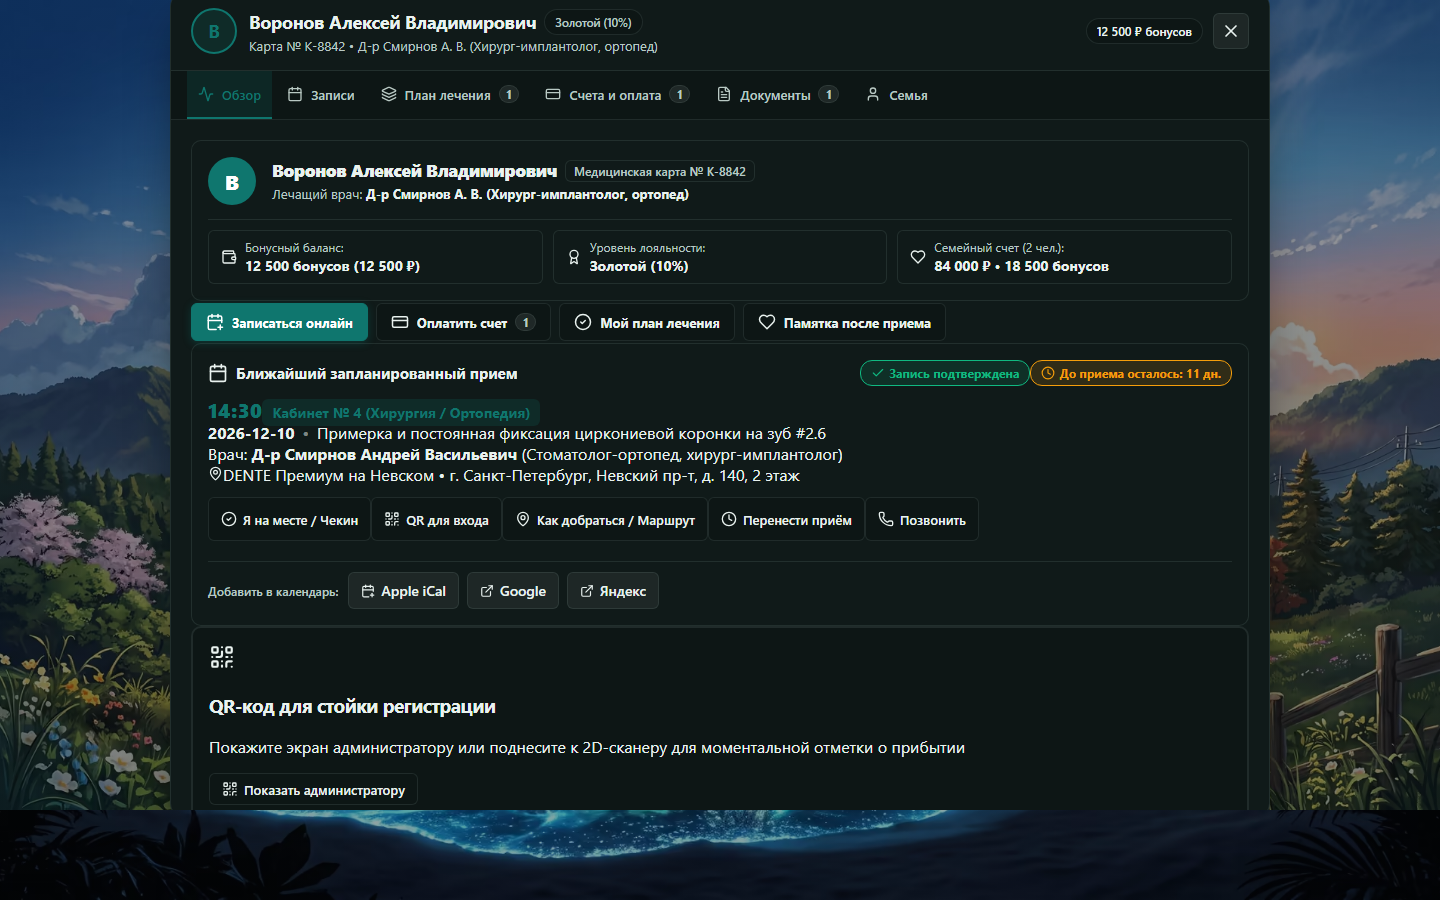 В
Воронов Алексей Владимирович Золотой (10%)
Карта № К-8842 • Д-р Смирнов А. В. (Хирург-имплантолог, ортопед)
12 500 ₽ бонусов
Обзор Записи План лечения 1 Счета и оплата 1 Документы 1 Семья
В
Воронов Алексей Владимирович Медицинская карта № К-8842
Лечащий врач: Д-р Смирнов А. В. (Хирург-имплантолог, ортопед)
Бонусный баланс:
12 500 бонусов (12 500 ₽)
Уровень лояльности:
Золотой (10%)
Семейный счет (2 чел.):
84 000 ₽ • 18 500 бонусов
Записаться онлайн Оплатить счет 1 Мой план лечения Памятка после приема
Ближайший запланированный прием
Запись подтверждена До приема осталось: 11 дн.
14:30 Кабинет № 4 (Хирургия / Ортопедия)
2026-12-10 • Примерка и постоянная фиксация циркониевой коронки на зуб #2.6
Врач: Д-р Смирнов Андрей Васильевич (Стоматолог-ортопед, хирург-имплантолог)
DENTE Премиум на Невском • г. Санкт-Петербург, Невский пр-т, д. 140, 2 этаж
Я на месте / Чекин QR для входа Как добраться / Маршрут Перенести приём Позвонить
Добавить в календарь: Apple iCal Google Яндекс
QR-код для стойки регистрации
Покажите экран администратору или поднесите к 2D-сканеру для моментальной отметки о прибытии
Показать администратору